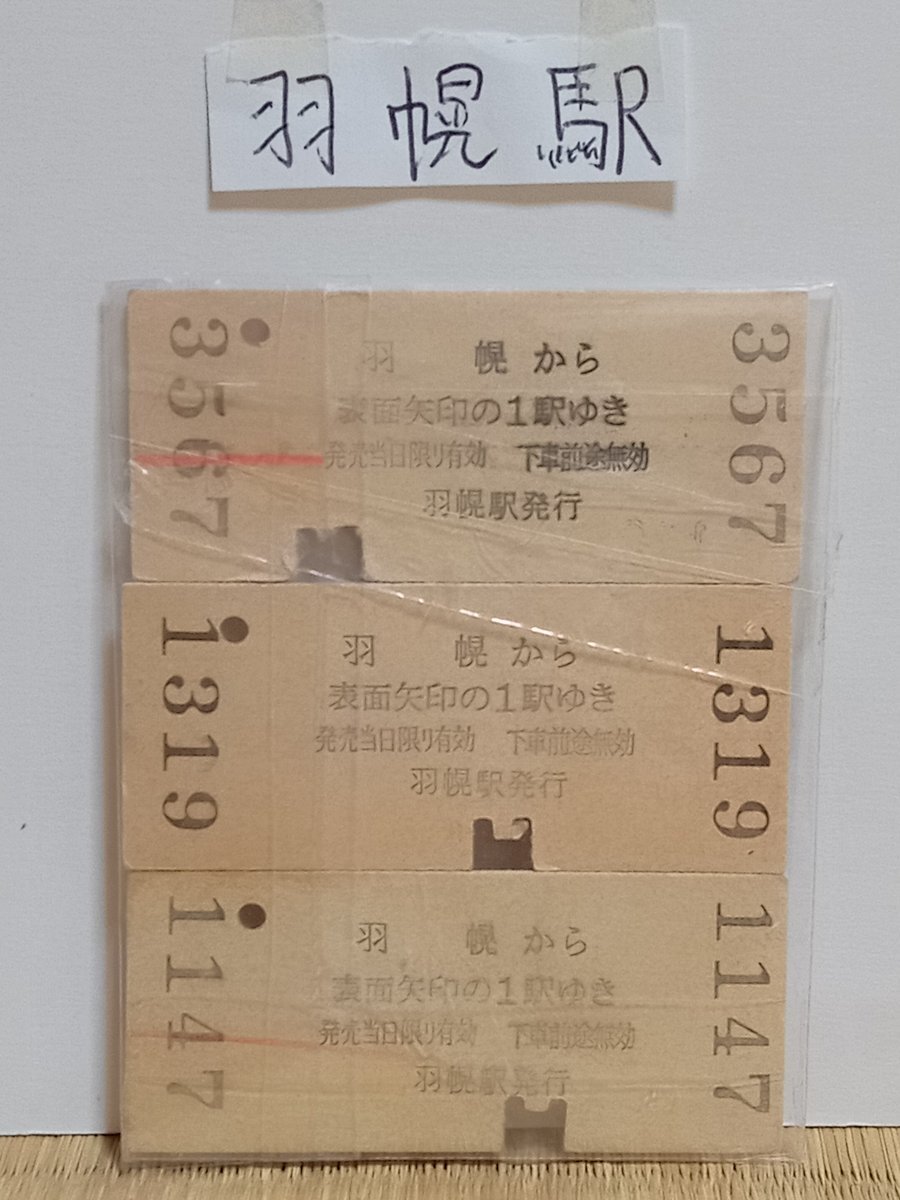 羽幌駅
3567
羽 幌 から
表面矢印の1駅ゆき
発売当日限り有効 下車前途無効
羽幌駅発行
3567
1319
羽 幌 から
表面矢印の1駅ゆき
発売当日限り有効 下車前途無効
羽幌駅発行
1319
1147
羽 幌 から
表面矢印の1駅ゆき
発売当日限り有効 下車前途無効
羽幌駅発行
1147